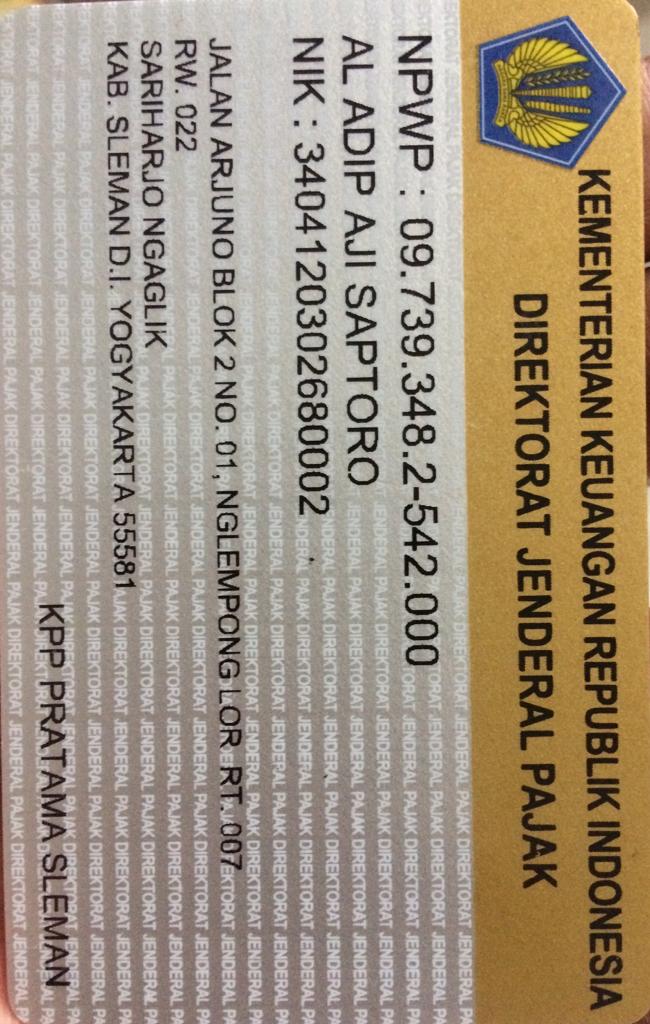 KEMENTERIAN KEUANGAN REPUBLIK INDONESIA
DIREKTORAT JENDERAL PAJAK
NPWP : 09.739.348.2-542.000
AL ADIP AJI SAPTORO
NIK : 3404120302680002
JALAN ARJUNO BLOK 2 NO. 01, NGLEMPONG LOR RT. 007
RW. 022
SARIHARJO NGAGLIK
KAB. SLEMAN D.I. YOGYAKARTA 55581
KPP PRATAMA SLEMAN